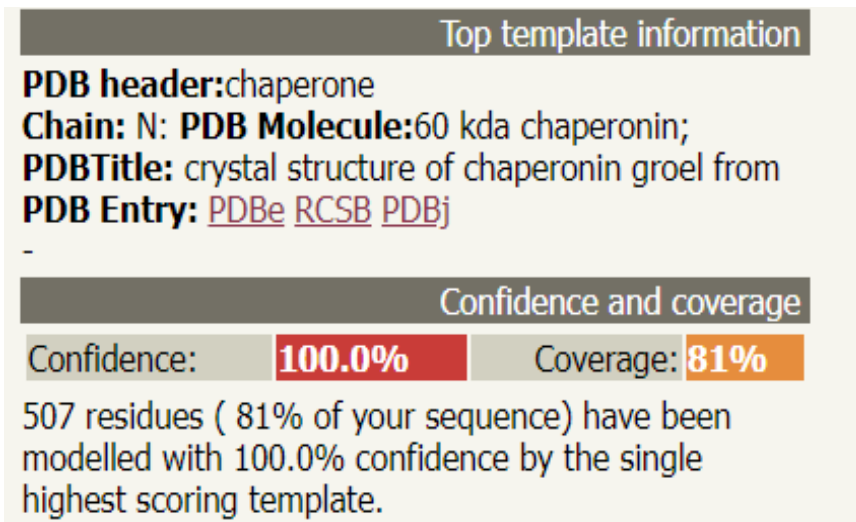 Top template information
PDB header:chaperone
Chain: N: PDB Molecule:60 kda chaperonin;
PDBTitle: crystal structure of chaperonin groel from
PDB Entry: PDBe RCSB PDBj
-
Confidence and coverage
Confidence: 100.0% Coverage: 81%
507 residues ( 81% of your sequence) have been
modelled with 100.0% confidence by the single
highest scoring template.